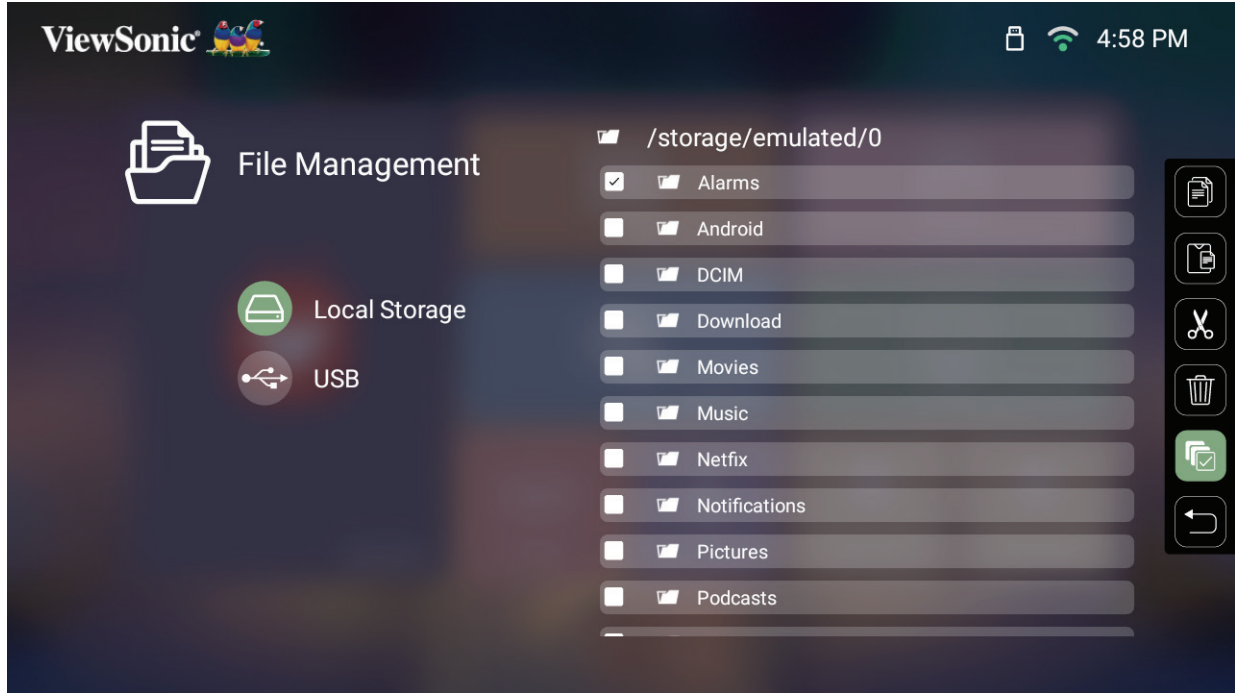 ViewSonic
4:58 PM
File Management
Local Storage
USB
/storage/emulated/0
Alarms
Android
DCIM
Download
Movies
Music
Netfix
Notifications
Pictures
Podcasts